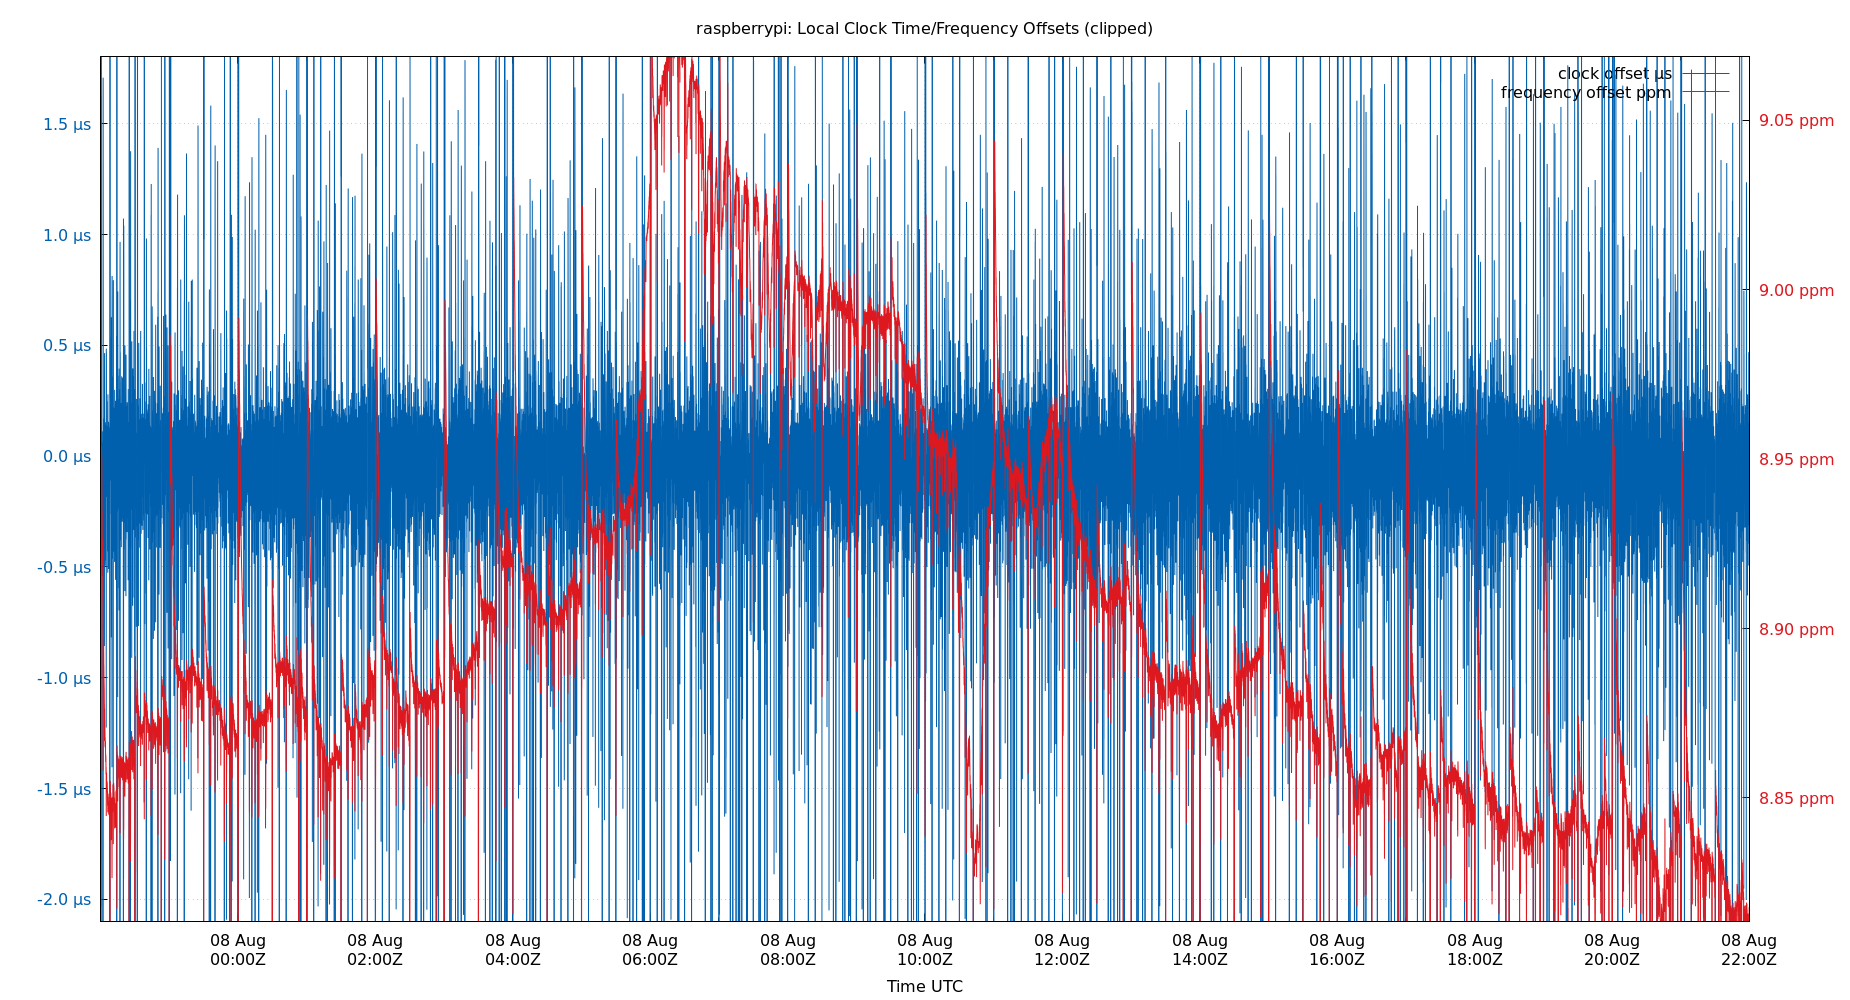 raspberrypi: Local Clock Time/Frequency Offsets (clipped)
clock offset µs
frequency offset ppm
1.5 µs
1.0 µs
0.5 µs
0.0 µs
-0.5 µs
-1.0 µs
-1.5 µs
-2.0 µs
9.05 ppm
9.00 ppm
8.95 ppm
8.90 ppm
8.85 ppm
08 Aug 08 Aug 08 Aug 08 Aug 08 Aug 08 Aug 08 Aug 08 Aug 08 Aug 08 Aug 08 Aug 08 Aug
00:00Z 02:00Z 04:00Z 06:00Z 08:00Z 10:00Z 12:00Z 14:00Z 16:00Z 18:00Z 20:00Z 22:00Z
Time UTC